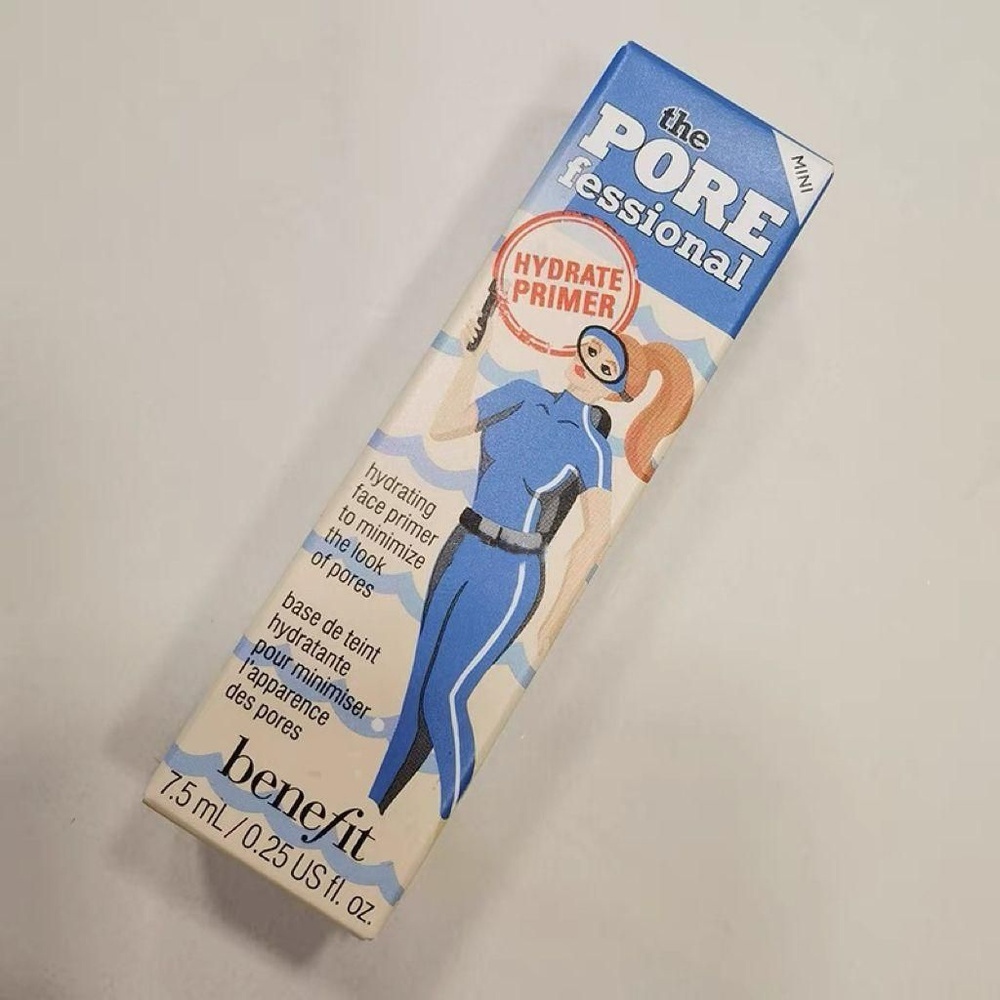 the
PORE
fessional
MINI
HYDRATE
PRIMER
hydrating
face primer
to minimize
the look
of pores
base de teint
hydratante
pour minimiser
l'apparence
des pores
benefit
7.5 mL / 0.25 US fl. oz.